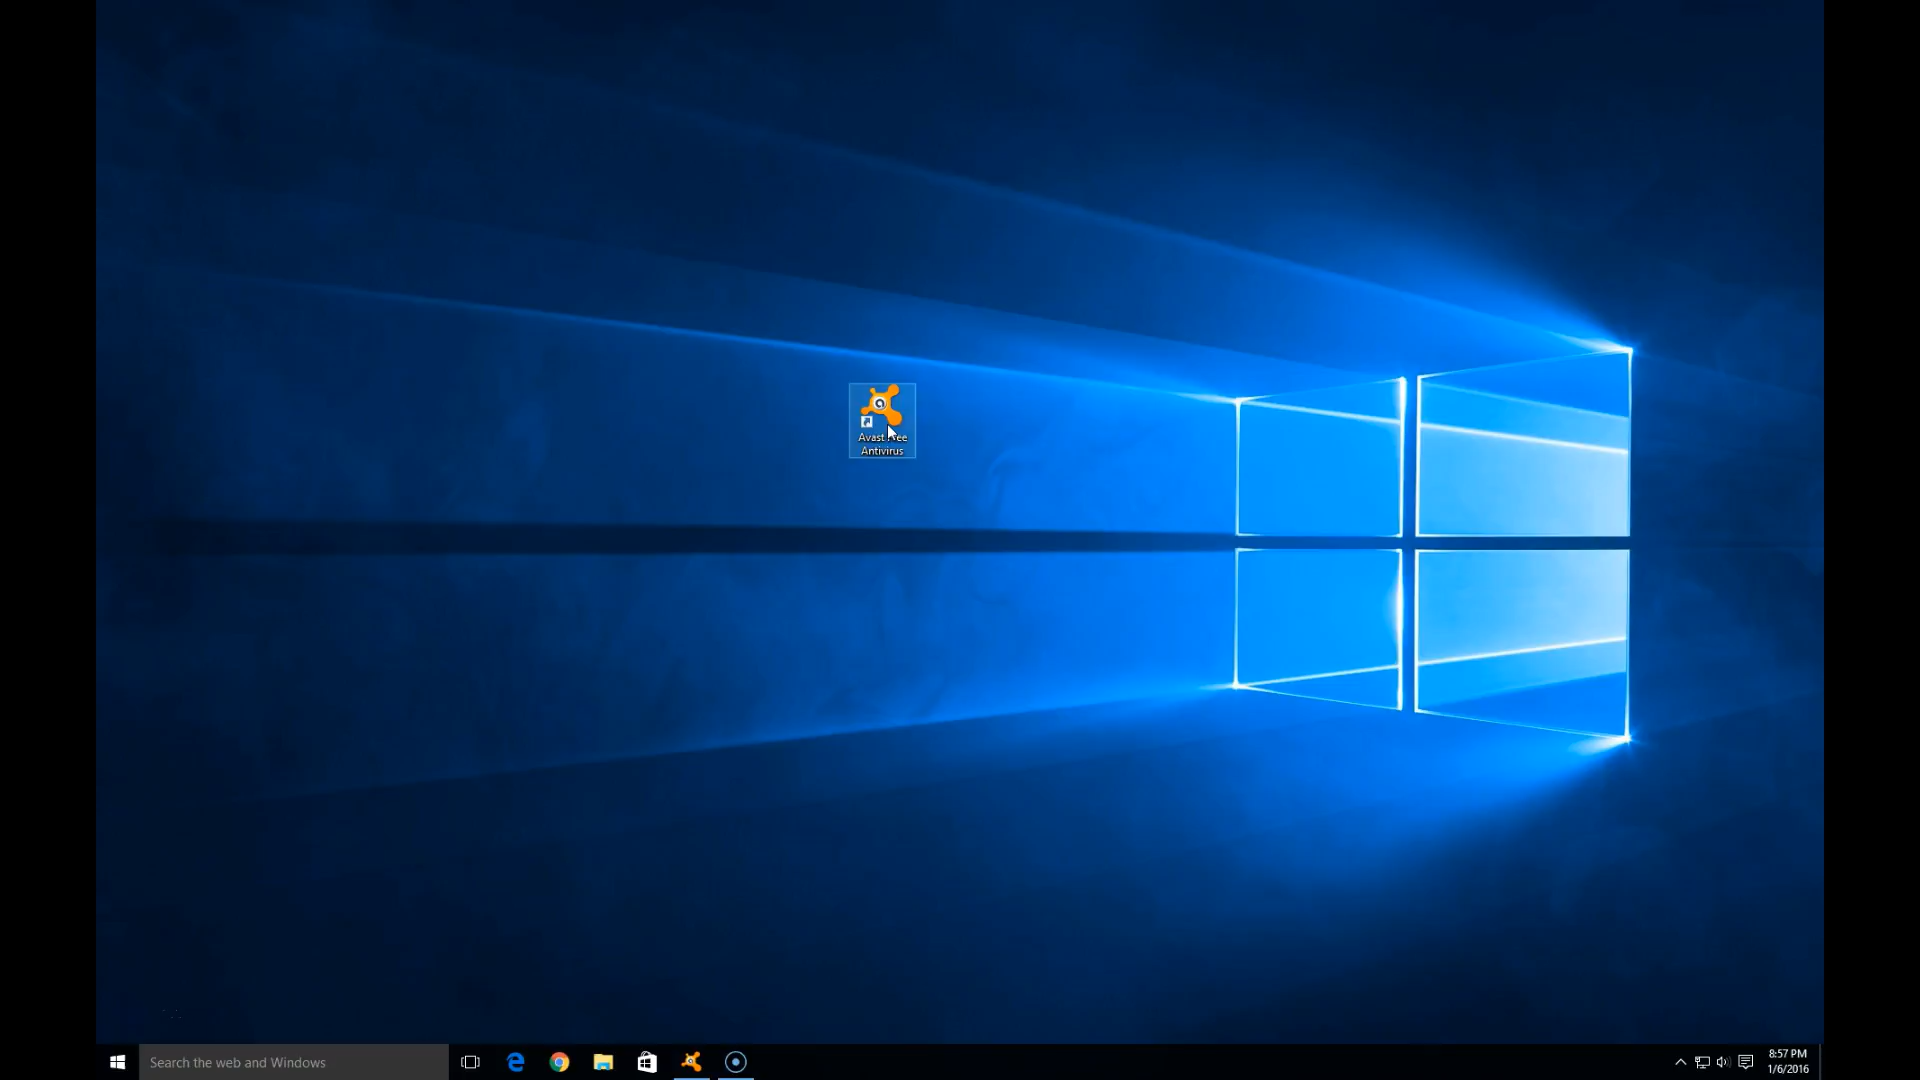 Avast Free
Antivirus
Search the web and Windows
8:57 PM
1/6/2016